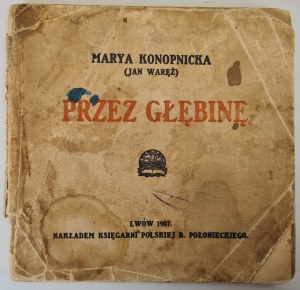 MARYA KONOPNICKA
(JAN WARĘŻ)
PRZEZ GŁĘBINĘ
LWÓW 1907.
NAKŁADEM KSIĘGARNI POLSKIEJ B. POŁONIECKIEGO.